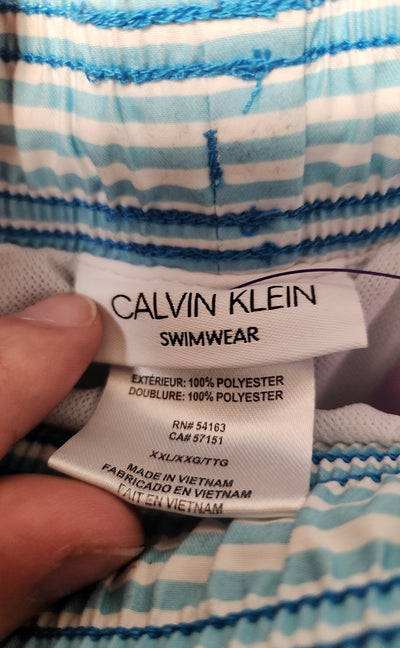 CALVIN KLEIN
SWIMWEAR
EXTÉRIEUR: 100% POLYESTER
DOUBLURE: 100% POLYESTER
RN# 54163
CA# 57151
XXL/XXG/TTG
MADE IN VIETNAM
FABRICADO EN VIETNAM
FAIT EN VIETNAM